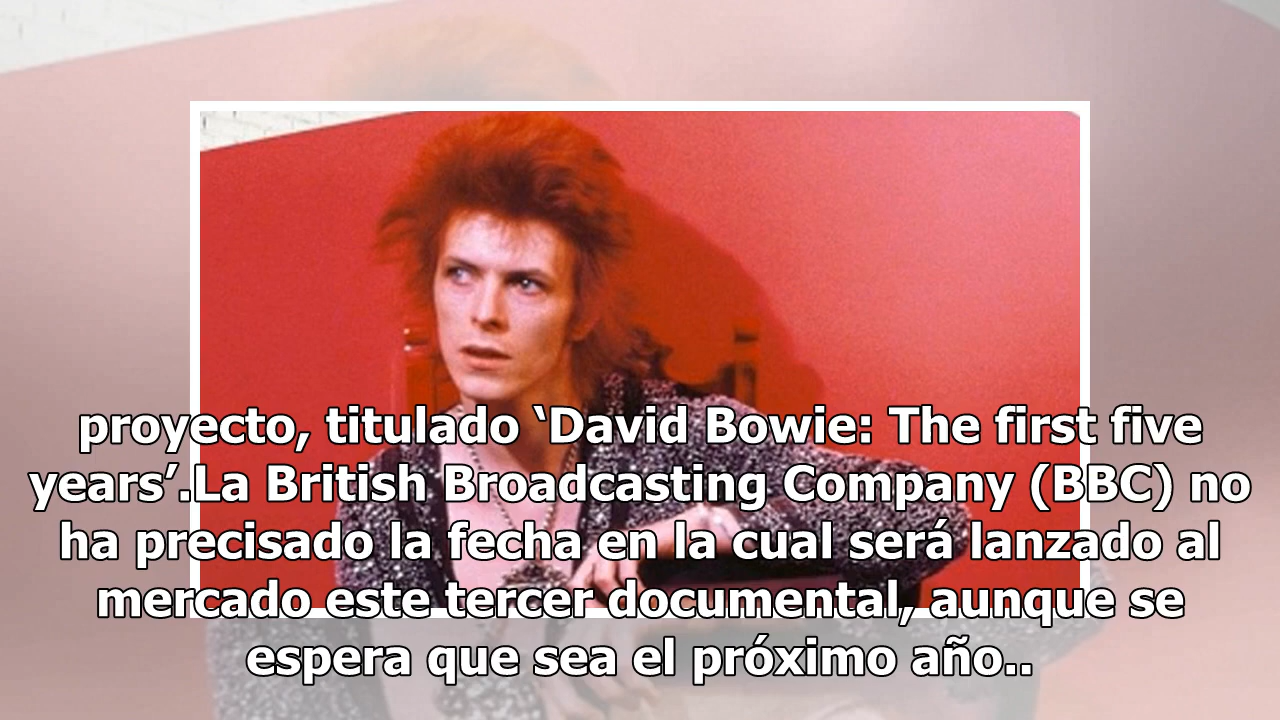 proyecto, titulado ‘David Bowie: The first five
years’.La British Broadcasting Company (BBC) no
ha precisado la fecha en la cual será lanzado al
mercado este tercer documental, aunque se
espera que sea el próximo año..